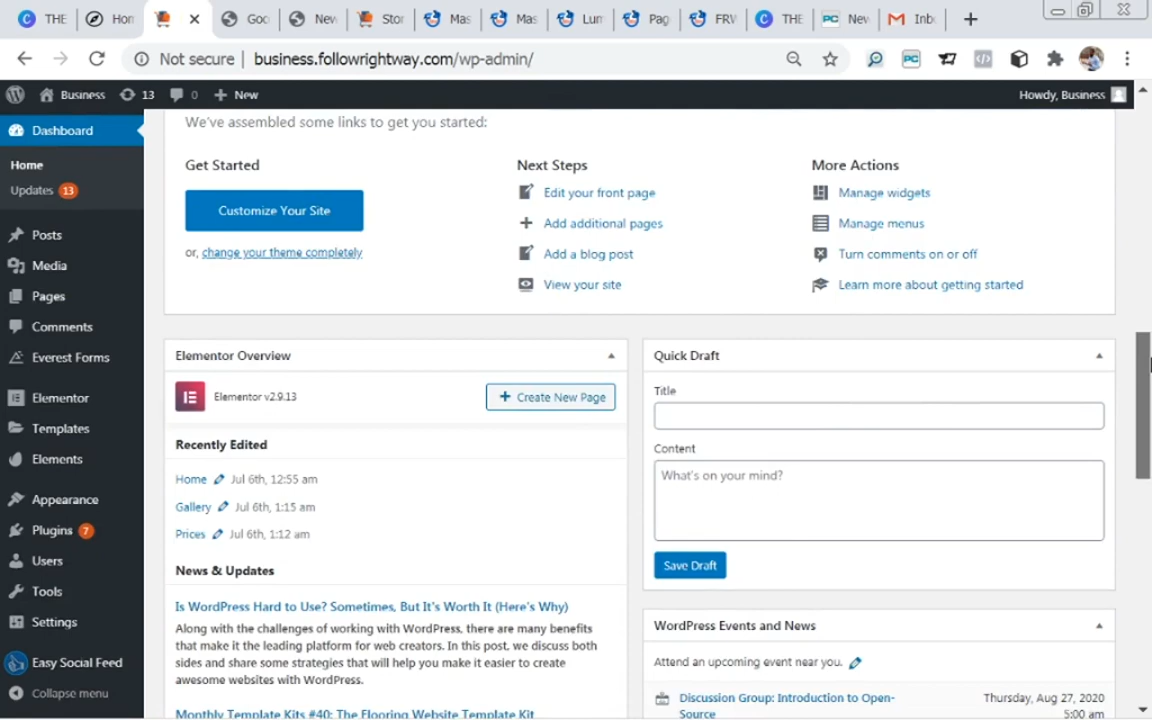 THE
Hon
Goo
Nev
Stor
Mas
Mas
Lum
Pag
FRW
THE
Nev
Inb
Not secure
business.followrightway.com/wp-admin/
PC
Business
13
0
New
Howdy, Business
Dashboard
Home
Updates 13
Posts
Media
Pages
Comments
Everest Forms
Elementor
Templates
Elements
Appearance
Plugins 7
Users
Tools
Settings
Easy Social Feed
Collapse menu
We've assembled some links to get you started:
Get Started
Customize Your Site
or, change your theme completely
Next Steps
Edit your front page
Add additional pages
Add a blog post
View your site
More Actions
Manage widgets
Manage menus
Turn comments on or off
Learn more about getting started
Elementor Overview
Elementor v2.9.13
+ Create New Page
Recently Edited
Home Jul 6th, 12:55 am
Gallery Jul 6th, 1:15 am
Prices Jul 6th, 1:12 am
News & Updates
Is WordPress Hard to Use? Sometimes, But It's Worth It (Here's Why)
Along with the challenges of working with WordPress, there are many benefits
that make it the leading platform for web creators. In this post, we discuss both
sides and share some strategies that will help you make it easier to create
awesome websites with WordPress.
Monthly Template Kits #40: The Flooring Website Template Kit
Quick Draft
Title
Content
What's on your mind?
Save Draft
WordPress Events and News
Attend an upcoming event near you.
Discussion Group: Introduction to Open-
Source
Thursday, Aug 27, 2020
5:00 am